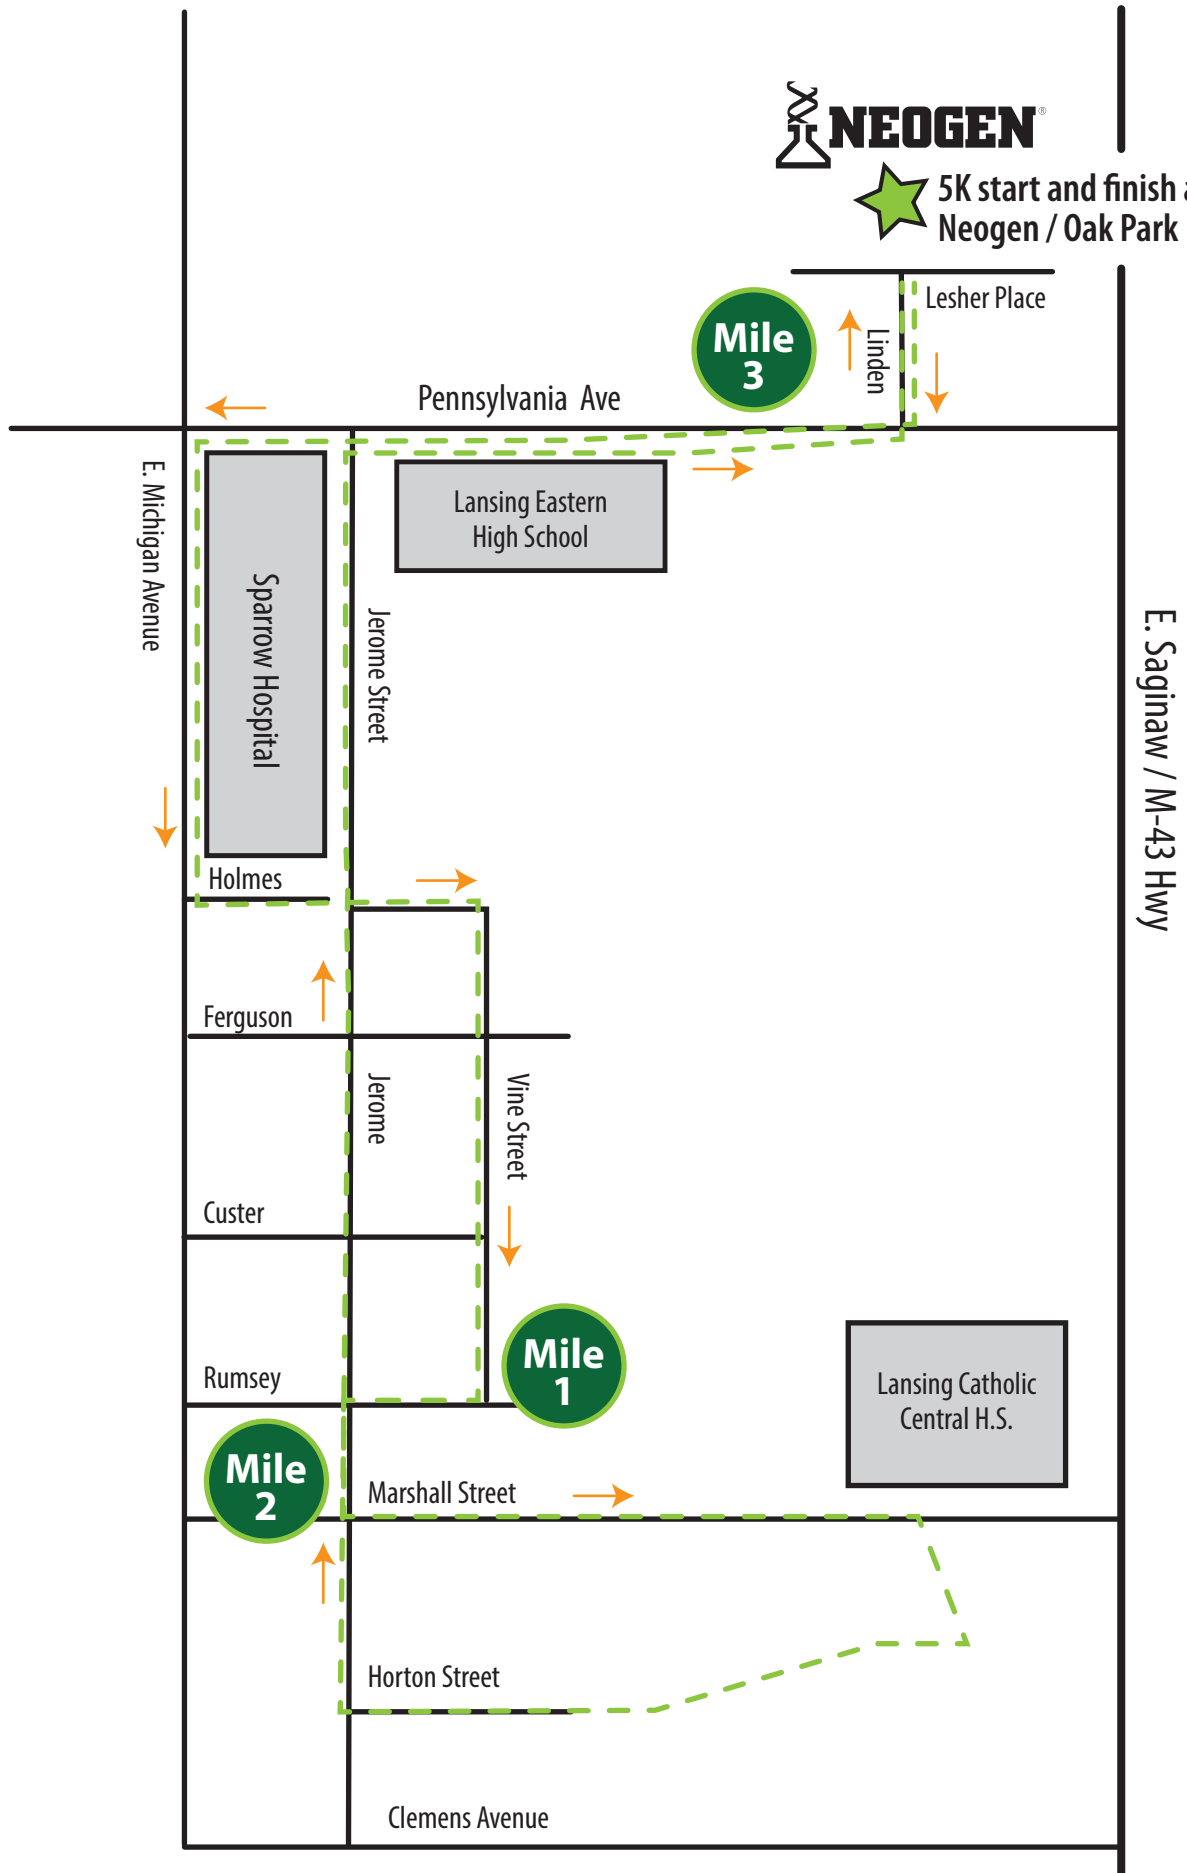 NEOGEN®
5K start and finish a
Neogen / Oak Park
Lesher Place
Linden
Mile
3
Pennsylvania Ave
E. Michigan Avenue
Sparrow Hospital
Lansing Eastern
High School
Jerome Street
E. Saginaw / M-43 Hwy
Holmes
Ferguson
Jerome
Vine Street
Custer
Rumsey
Mile
1
Lansing Catholic
Central H.S.
Mile
2
Marshall Street
Horton Street
Clemens Avenue